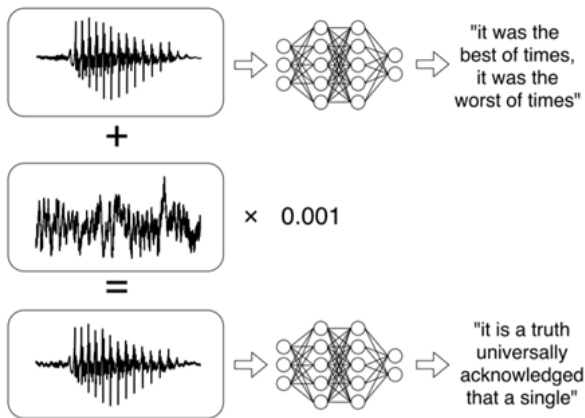 "it was the
best of times,
it was the
worst of times"
+
× 0.001
=
"it is a truth
universally
acknowledged
that a single"